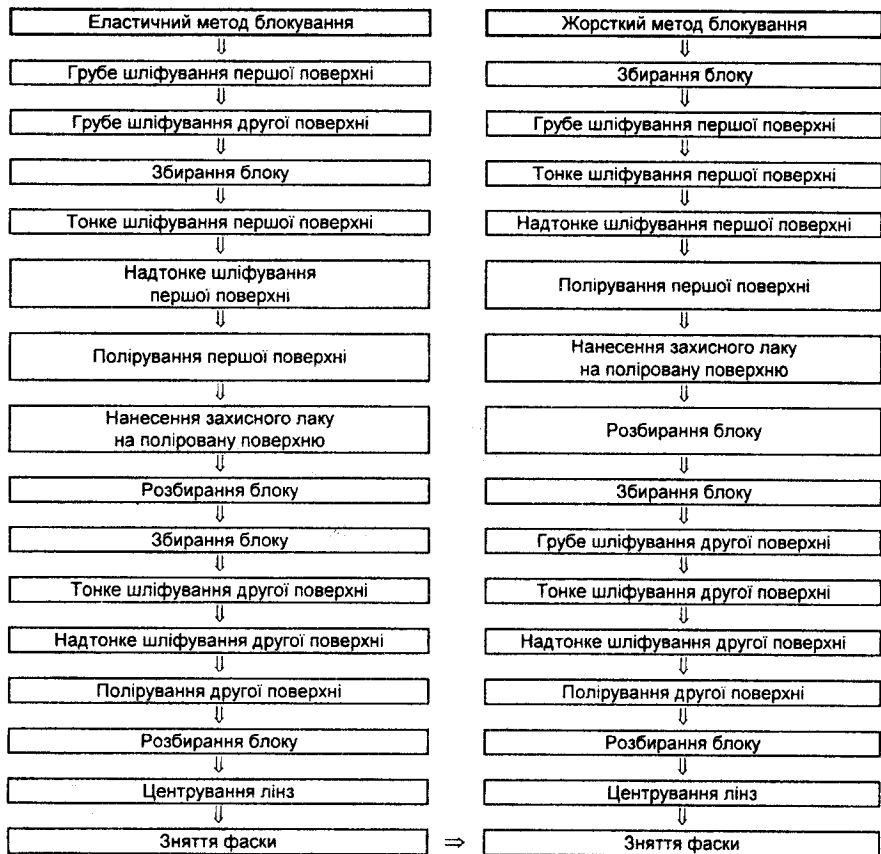 Еластичний метод блокування
Грубе шліфування першої поверхні
Грубе шліфування другої поверхні
Збирання блоку
Тонке шліфування першої поверхні
Надтонке шліфування
першої поверхні
Полірування першої поверхні
Нанесення захисного лаку
на поліровану поверхню
Розбирання блоку
Збирання блоку
Тонке шліфування другої поверхні
Надтонке шліфування другої поверхні
Полірування другої поверхні
Розбирання блоку
Центрування лінз
Зняття фаски
Жорсткий метод блокування
Збирання блоку
Грубе шліфування першої поверхні
Тонке шліфування першої поверхні
Надтонке шліфування першої поверхні
Полірування першої поверхні
Нанесення захисного лаку
на поліровану поверхню
Розбирання блоку
Збирання блоку
Грубе шліфування другої поверхні
Тонке шліфування другої поверхні
Надтонке шліфування другої поверхні
Полірування другої поверхні
Розбирання блоку
Центрування лінз
Зняття фаски